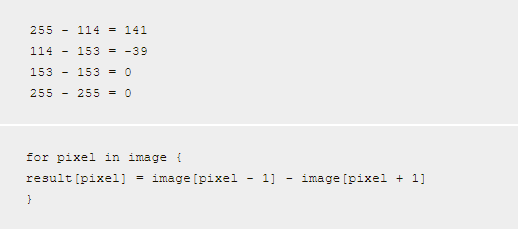 255 - 114 = 141
114 - 153 = -39
153 - 153 = 0
255 - 255 = 0
for pixel in image {
result[pixel] = image[pixel - 1] - image[pixel + 1]
}